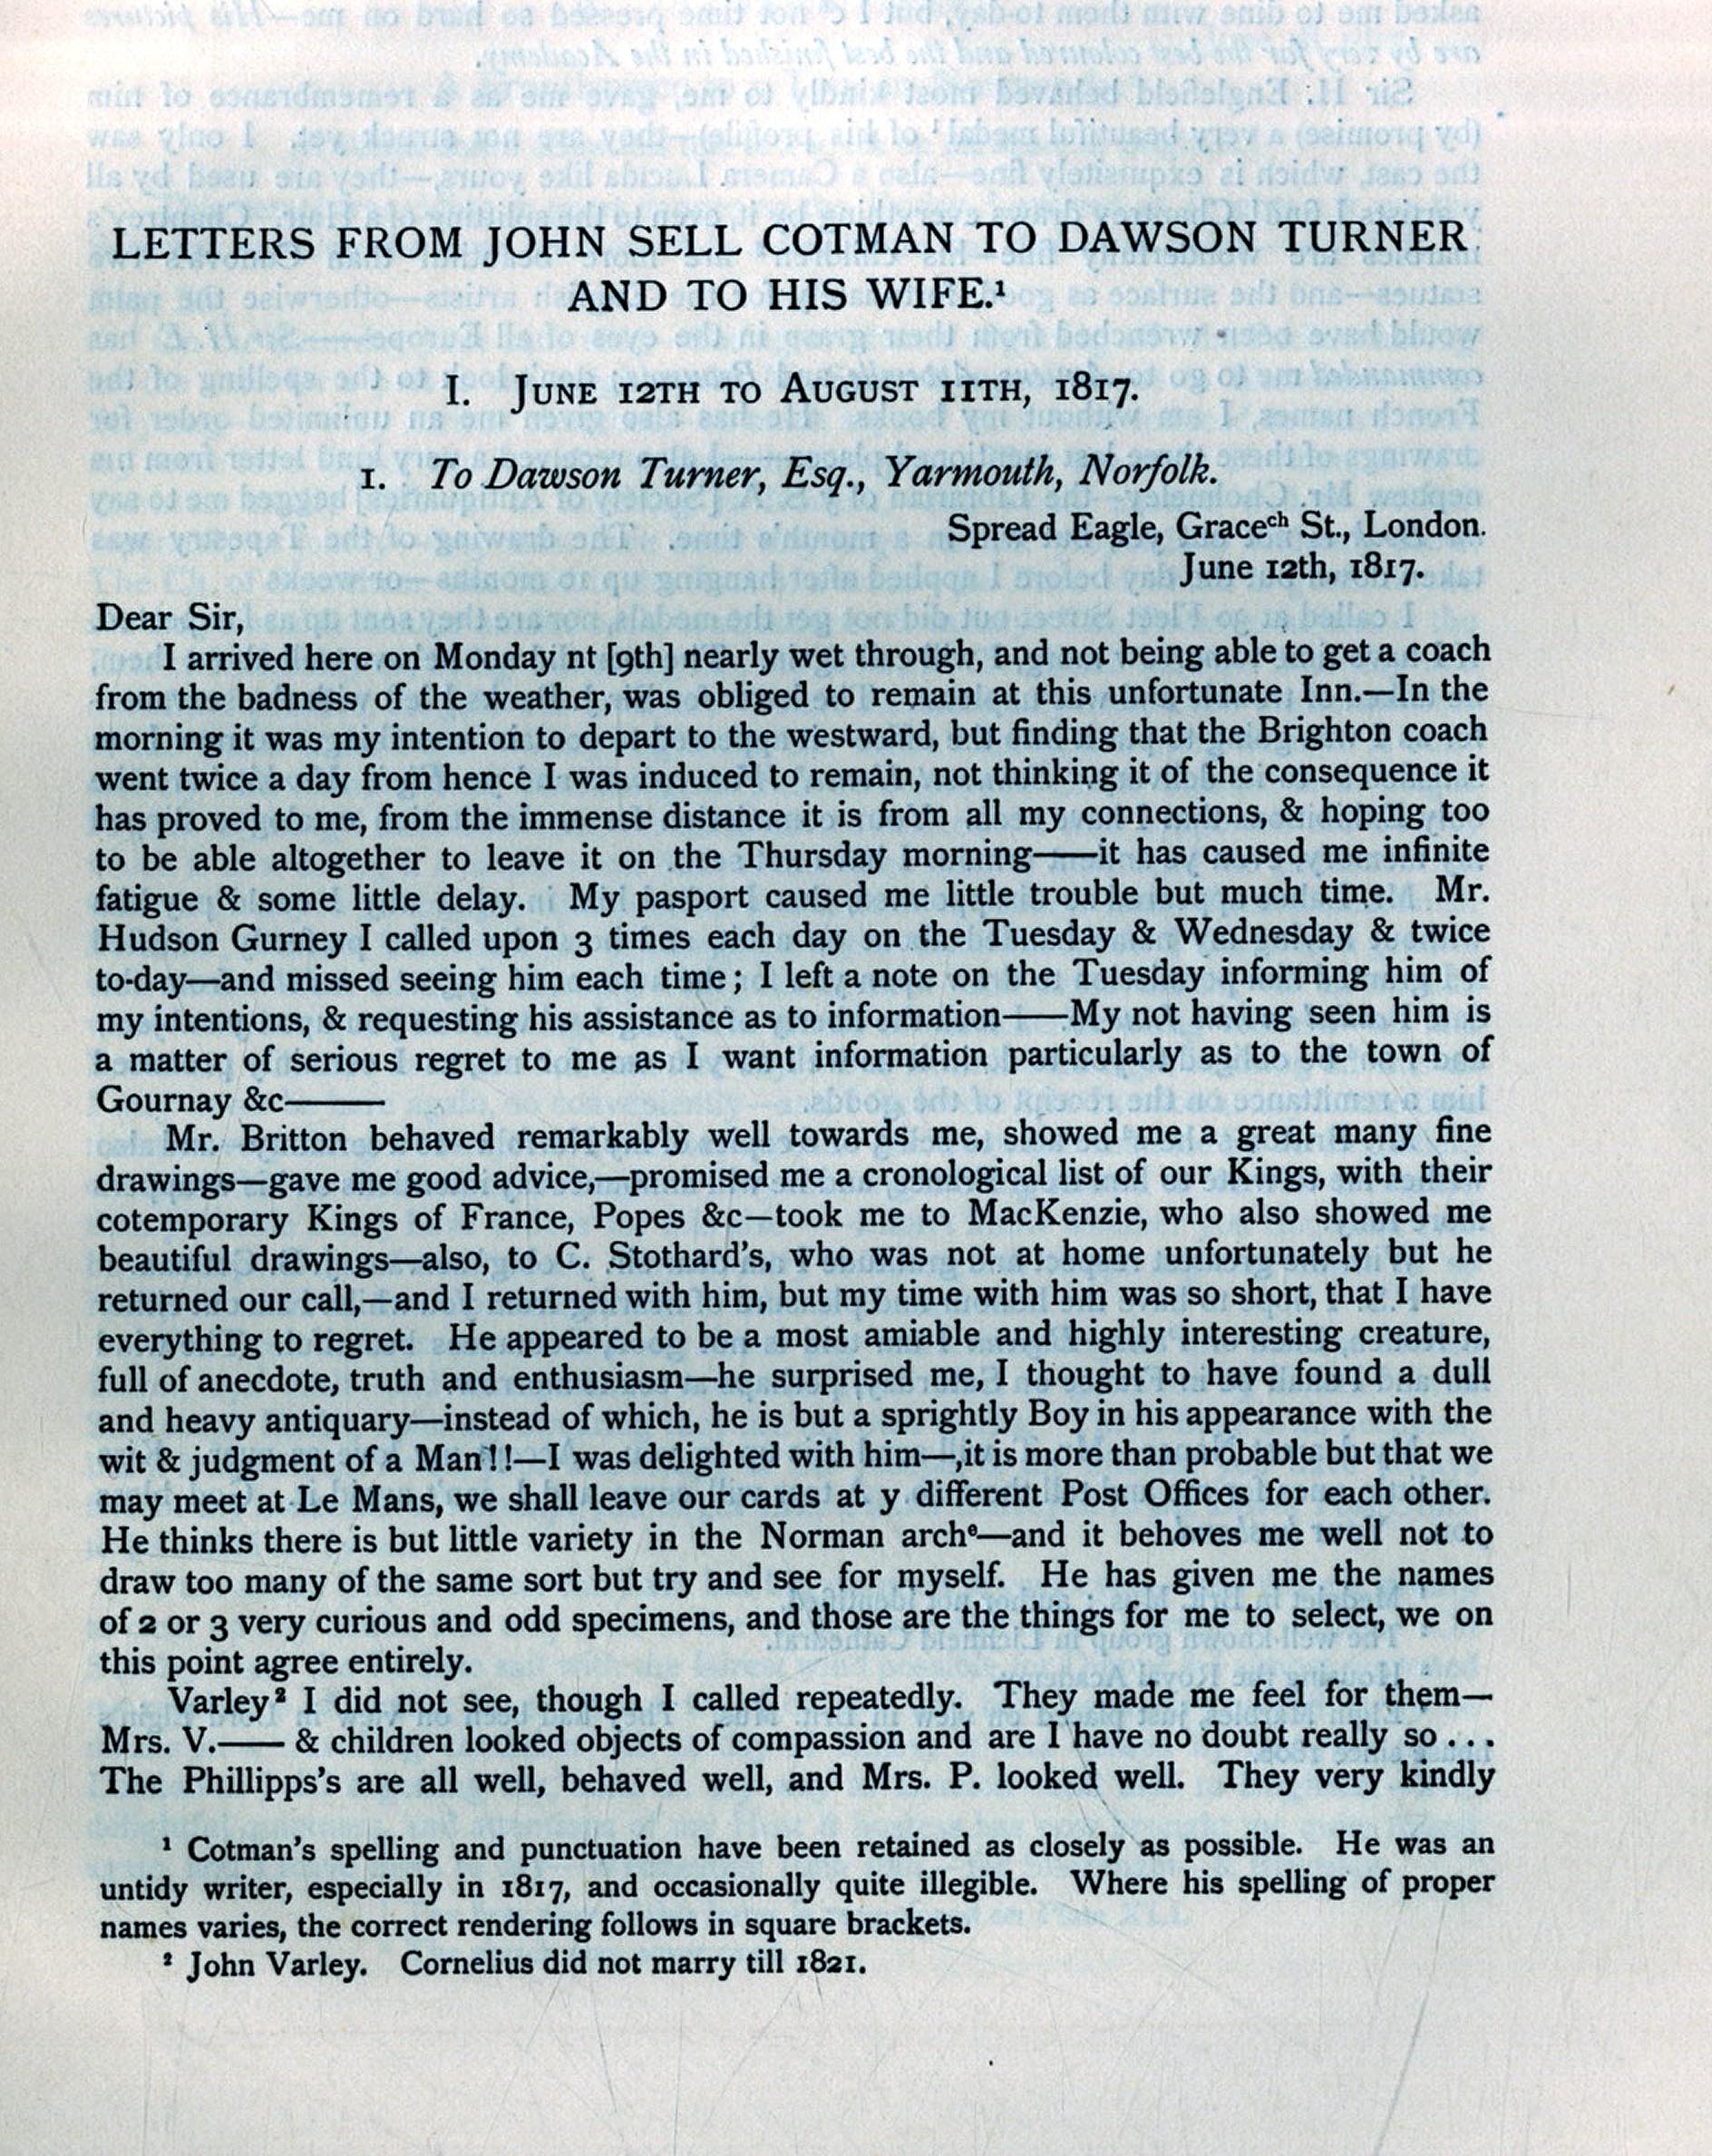 LETTERS FROM JOHN SELL COTMAN TO DAWSON TURNER
AND TO HIS WIFE.¹
I. JUNE 12TH TO AUGUST 11TH, 1817.
1. To Dawson Turner, Esq., Yarmouth, Norfolk.
Spread Eagle, Graceᶜʰ St., London.
June 12th, 1817.
Dear Sir,
I arrived here on Monday nt [9th] nearly wet through, and not being able to get a coach
from the badness of the weather, was obliged to remain at this unfortunate Inn.—In the
morning it was my intention to depart to the westward, but finding that the Brighton coach
went twice a day from hence I was induced to remain, not thinking it of the consequence it
has proved to me, from the immense distance it is from all my connections, & hoping too
to be able altogether to leave it on the Thursday morning——it has caused me infinite
fatigue & some little delay. My pasport caused me little trouble but much time. Mr.
Hudson Gurney I called upon 3 times each day on the Tuesday & Wednesday & twice
to-day—and missed seeing him each time; I left a note on the Tuesday informing him of
my intentions, & requesting his assistance as to information——My not having seen him is
a matter of serious regret to me as I want information particularly as to the town of
Gournay &c———
Mr. Britton behaved remarkably well towards me, showed me a great many fine
drawings—gave me good advice,—promised me a cronological list of our Kings, with their
cotemporary Kings of France, Popes &c—took me to MacKenzie, who also showed me
beautiful drawings—also, to C. Stothard's, who was not at home unfortunately but he
returned our call,—and I returned with him, but my time with him was so short, that I have
everything to regret. He appeared to be a most amiable and highly interesting creature,
full of anecdote, truth and enthusiasm—he surprised me, I thought to have found a dull
and heavy antiquary—instead of which, he is but a sprightly Boy in his appearance with the
wit & judgment of a Man!!—I was delighted with him—,it is more than probable but that we
may meet at Le Mans, we shall leave our cards at y different Post Offices for each other.
He thinks there is but little variety in the Norman archᵉ—and it behoves me well not to
draw too many of the same sort but try and see for myself. He has given me the names
of 2 or 3 very curious and odd specimens, and those are the things for me to select, we on
this point agree entirely.
Varley² I did not see, though I called repeatedly. They made me feel for them—
Mrs. V.—— & children looked objects of compassion and are I have no doubt really so...
The Phillipps's are all well, behaved well, and Mrs. P. looked well. They very kindly
¹ Cotman's spelling and punctuation have been retained as closely as possible. He was an
untidy writer, especially in 1817, and occasionally quite illegible. Where his spelling of proper
names varies, the correct rendering follows in square brackets.
² John Varley. Cornelius did not marry till 1821.